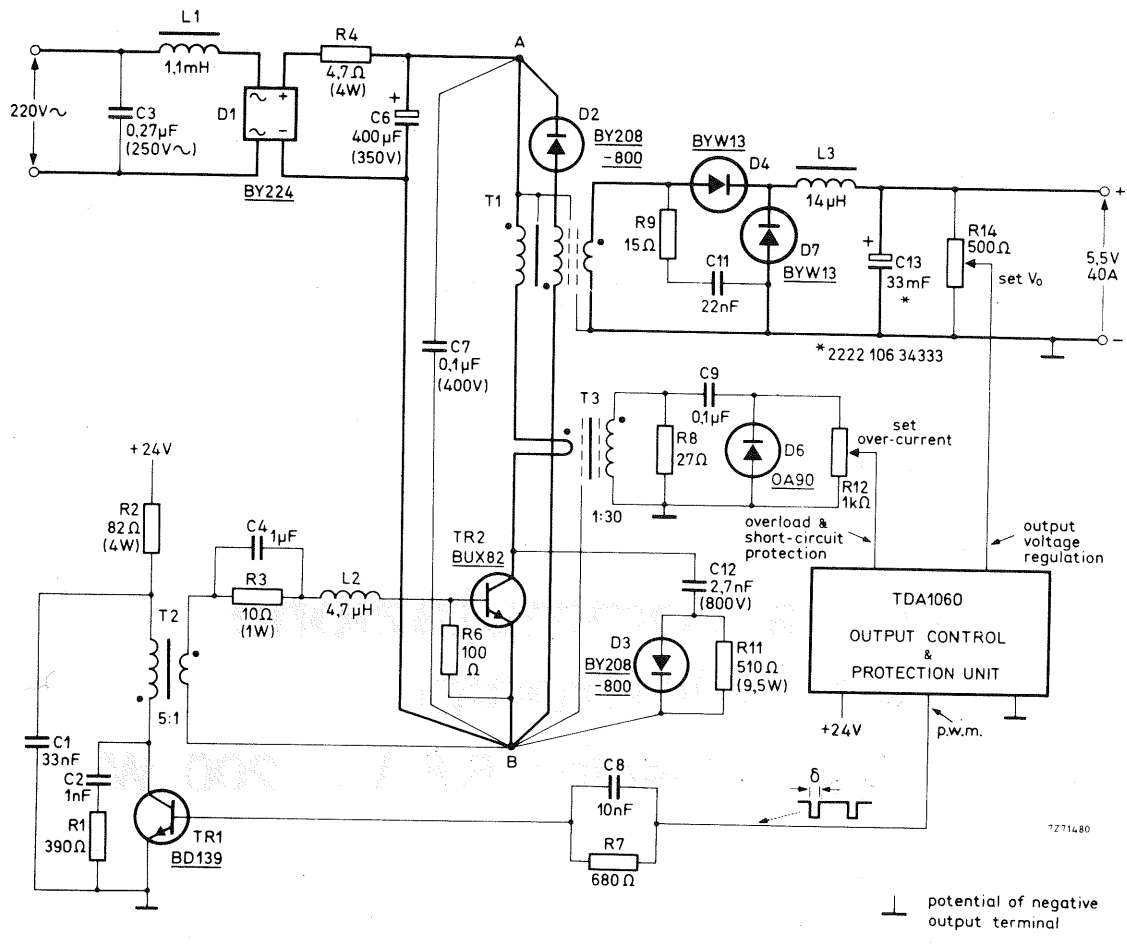 L1
1,1mH
R4
4,7Ω
(4W)
A
220V~
C3
0,27µF
(250V~)
D1
~ +
~ −
BY224
+
C6
400µF
(350V)
D2
BY208
-800
BYW13
D4
L3
14µH
+
T1
R9
15Ω
D7
BYW13
C11
22nF
+
C13
33mF
*
R14
500Ω
set Vo
5,5V
40A
−
*2222 106 34333
C7
0,1µF
(400V)
T3
1:30
C9
0,1µF
R8
27Ω
D6
OA90
set
over-current
R12
1kΩ
overload &
short-circuit
protection
output
voltage
regulation
+24V
R2
82Ω
(4W)
C4
1µF
R3
10Ω
(1W)
L2
4,7µH
TR2
BUX82
R6
100
Ω
C12
2,7nF
(800V)
D3
BY208
-800
R11
510Ω
(9,5W)
TDA1060
OUTPUT CONTROL
&
PROTECTION UNIT
+24V
p.w.m.
T2
5:1
B
C1
33nF
C2
1nF
R1
390Ω
TR1
BD139
C8
10nF
R7
680Ω
δ
7Z71480
potential of negative
output terminal